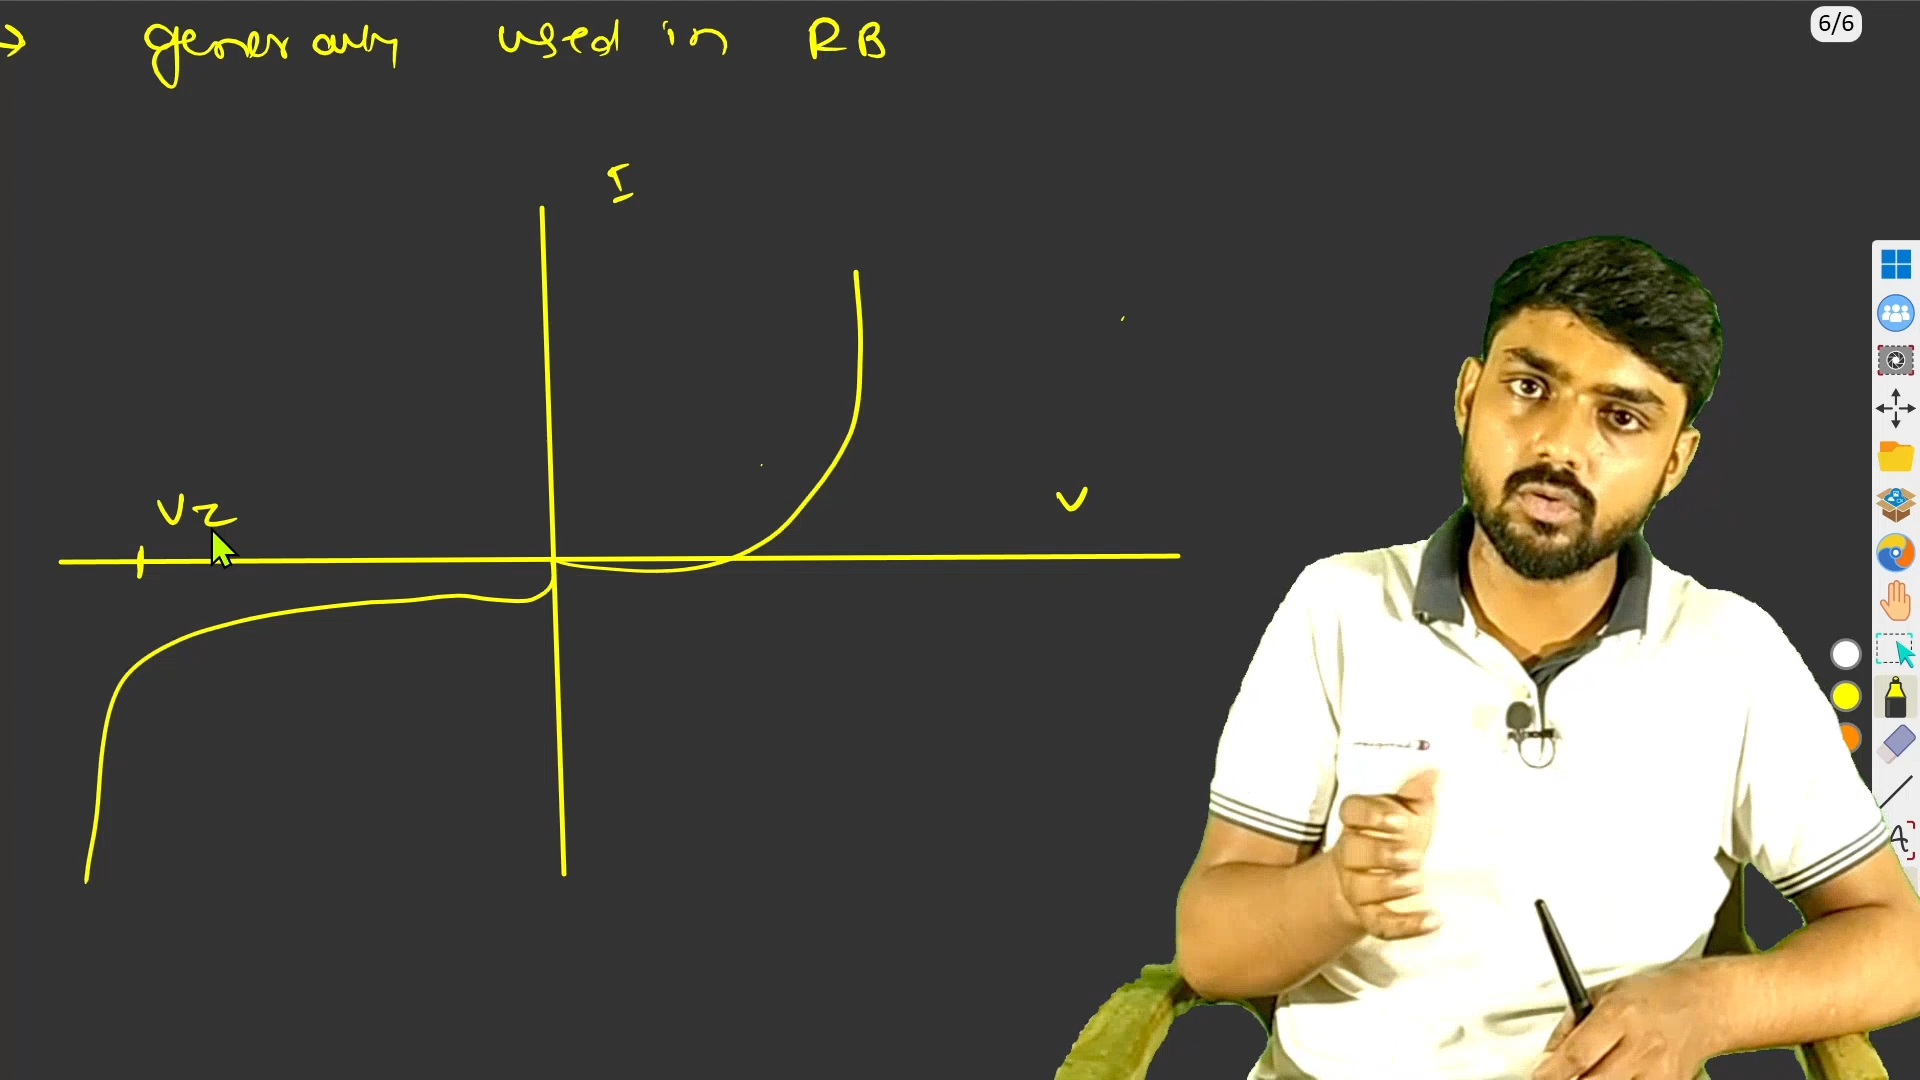 → generally used in RB
6/6
I
Vz
V